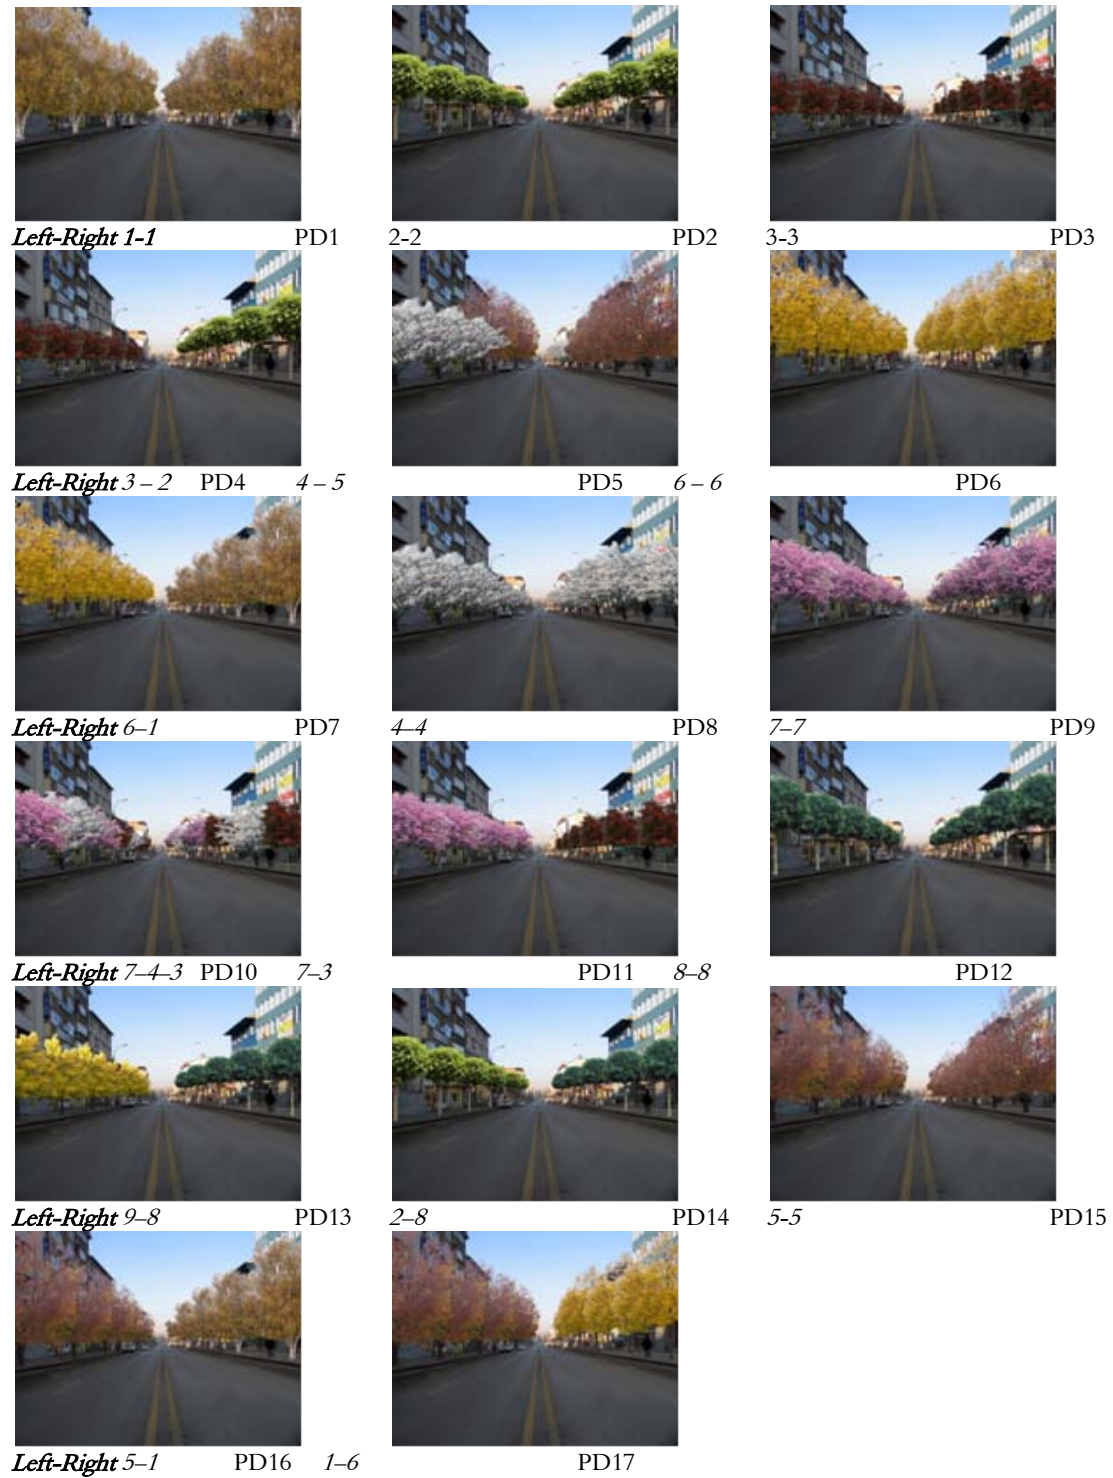 Left-Right 1-1 PD1 2-2 PD2 3-3 PD3
Left-Right 3 – 2 PD4 4 – 5 PD5 6 – 6 PD6
Left-Right 6–1 PD7 4–4 PD8 7–7 PD9
Left-Right 7–4–3 PD10 7–3 PD11 8–8 PD12
Left-Right 9–8 PD13 2–8 PD14 5-5 PD15
Left-Right 5–1 PD16 1–6 PD17